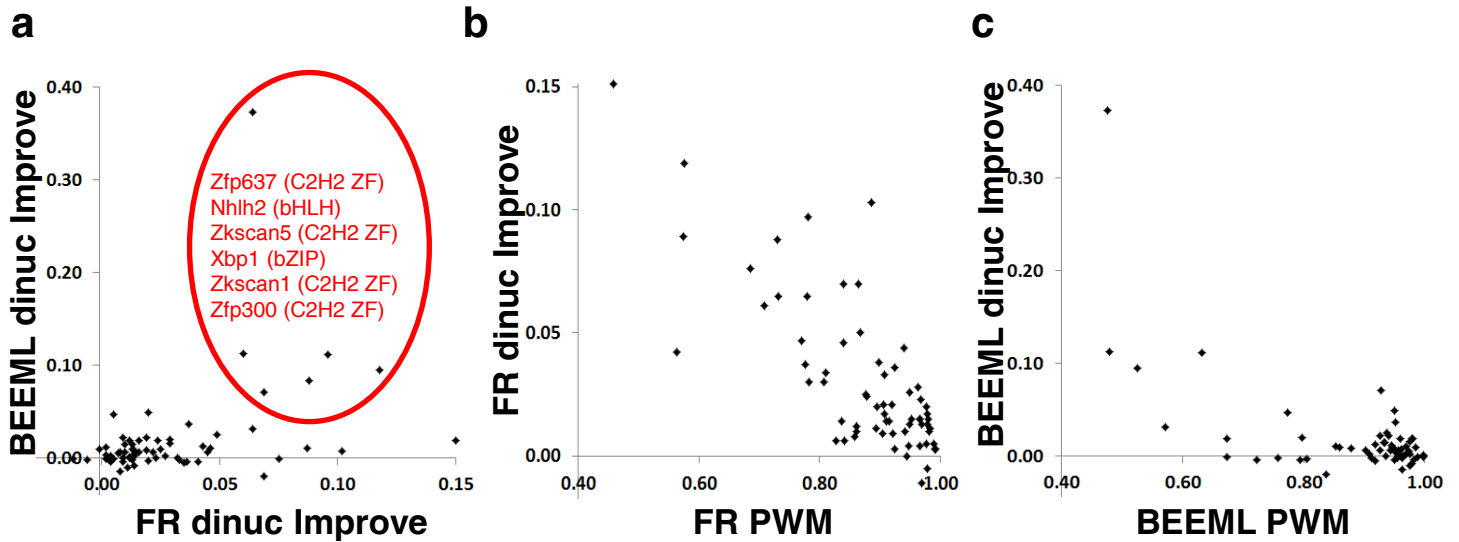 a
BEEML dinuc Improve
0.40
0.30
0.20
0.10
0.00
Zfp637 (C2H2 ZF)
Nhlh2 (bHLH)
Zkscan5 (C2H2 ZF)
Xbp1 (bZIP)
Zkscan1 (C2H2 ZF)
Zfp300 (C2H2 ZF)
0.00 0.05 0.10 0.15
FR dinuc Improve
b
FR dinuc Improve
0.15
0.10
0.05
0.00
0.40 0.60 0.80 1.00
FR PWM
c
BEEML dinuc Improve
0.40
0.30
0.20
0.10
0.00
0.40 0.60 0.80 1.00
BEEML PWM